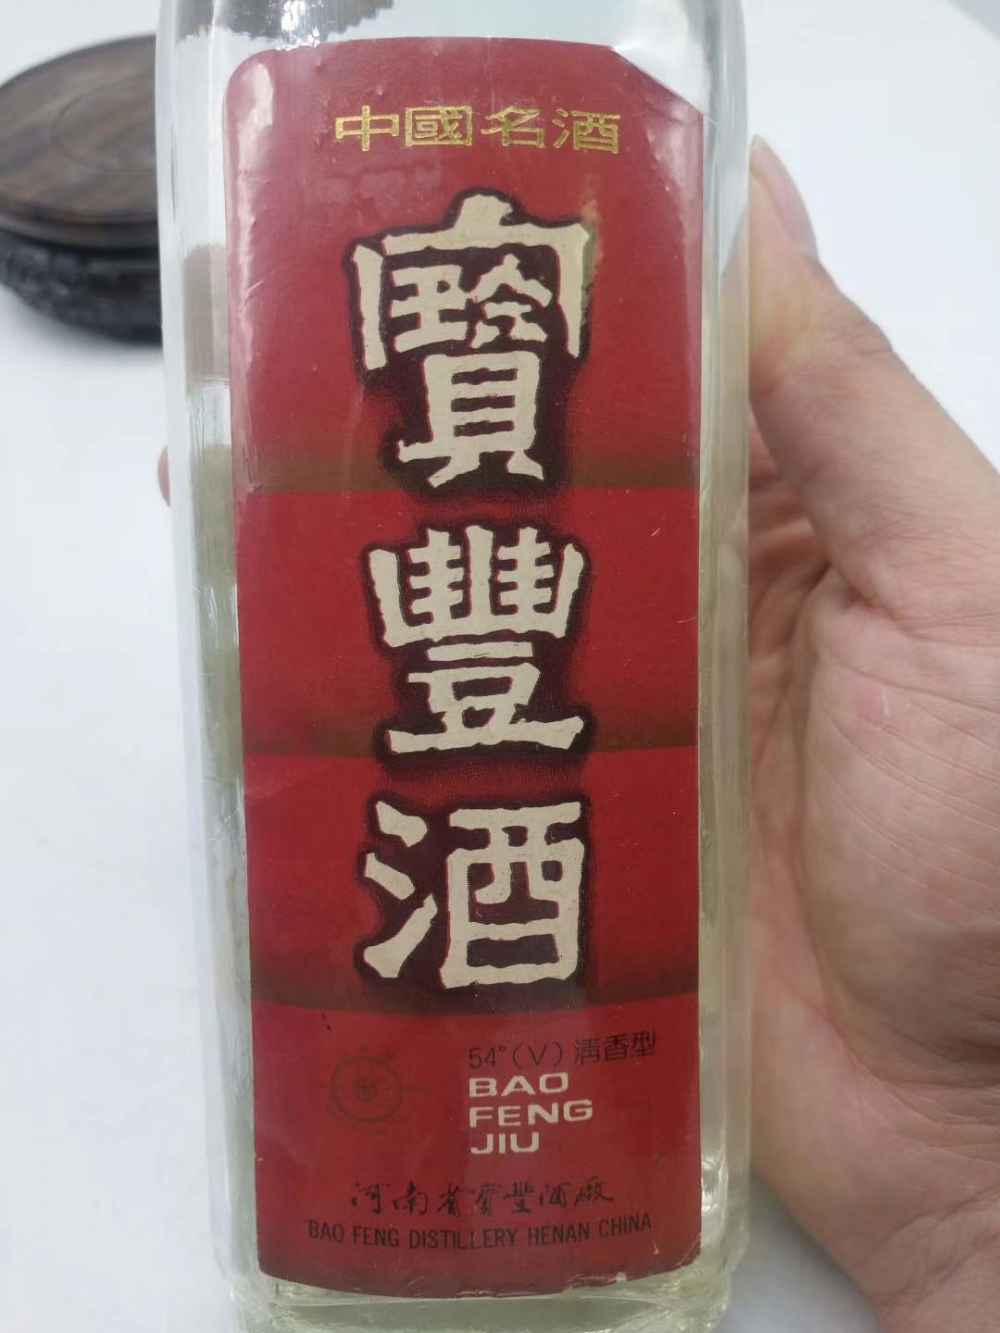 中國名酒
寶豐酒
54°(V) 清香型
BAO
FENG
JIU
河南省寶豐酒廠
BAO FENG DISTILLERY HENAN CHINA